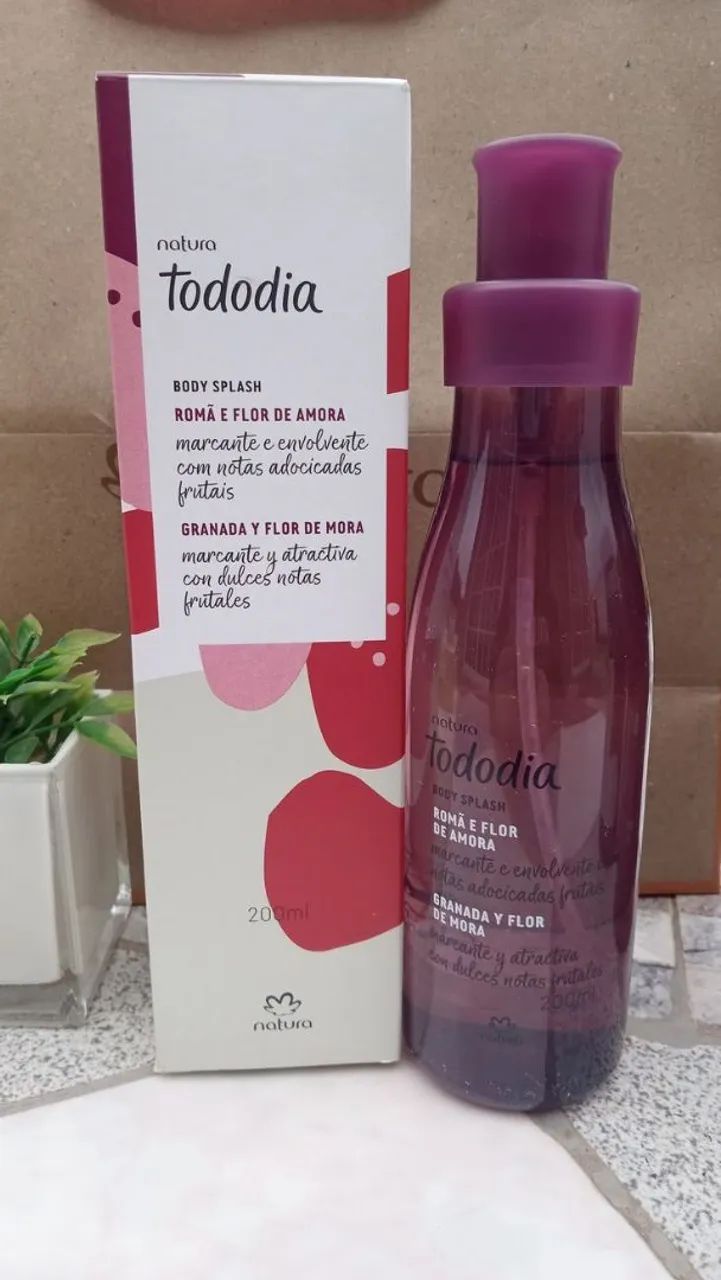 natura
tododia
BODY SPLASH
ROMÃ E FLOR DE AMORA
marcante e envolvente
com notas adocicadas
frutais
GRANADA Y FLOR DE MORA
marcante y atractiva
con dulces notas
frutales
200ml
natura
natura
tododia
BODY SPLASH
ROMÃ E FLOR
DE AMORA
marcante e envolvente
notas adocicadas frutais
GRANADA Y FLOR
DE MORA
marcante y atractiva
con dulces notas frutales
200ml
natura